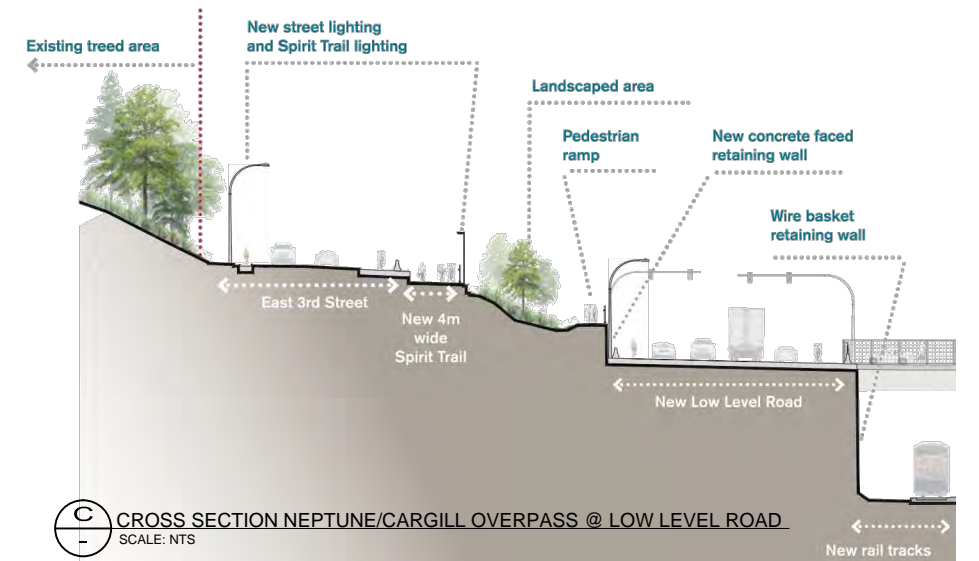 Existing treed area
New street lighting
and Spirit Trail lighting
Landscaped area
Pedestrian
ramp
New concrete faced
retaining wall
Wire basket
retaining wall
East 3rd Street
New 4m
wide
Spirit Trail
New Low Level Road
New rail tracks
C
-
CROSS SECTION NEPTUNE/CARGILL OVERPASS @ LOW LEVEL ROAD
SCALE: NTS